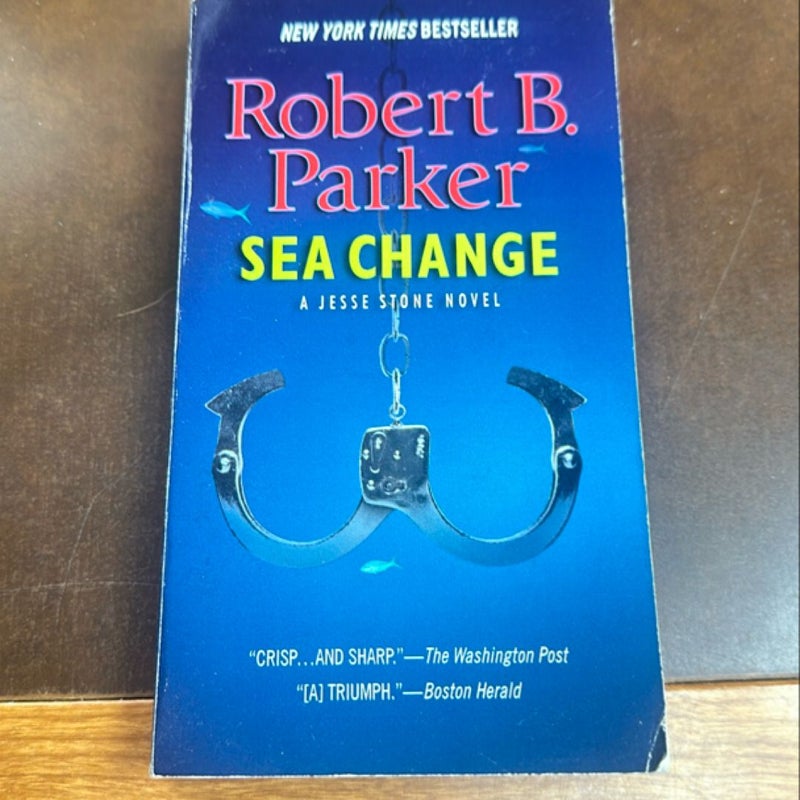 NEW YORK TIMES BESTSELLER
Robert B.
Parker
SEA CHANGE
A JESSE STONE NOVEL
“CRISP...AND SHARP.”—The Washington Post
“[A] TRIUMPH.”—Boston Herald